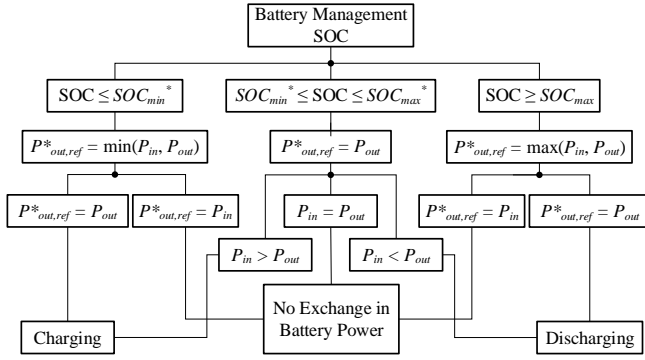 Battery Management
SOC
SOC ≤ SOC_min*
SOC_min* ≤ SOC ≤ SOC_max*
SOC ≥ SOC_max
P*_out,ref = min(P_in, P_out)
P*_out,ref = P_out
P*_out,ref = max(P_in, P_out)
P*_out,ref = P_out
P*_out,ref = P_in
P_in = P_out
P*_out,ref = P_in
P*_out,ref = P_out
P_in > P_out
P_in < P_out
No Exchange in
Battery Power
Charging
Discharging